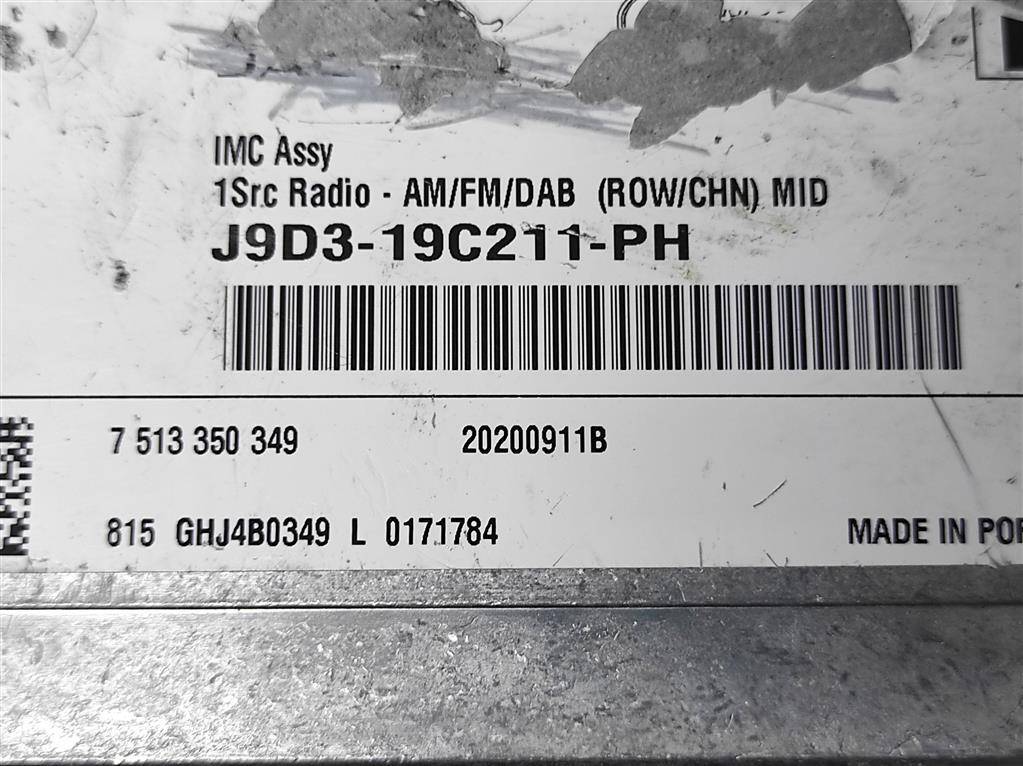 IMC Assy
1Src Radio - AM/FM/DAB (ROW/CHN) MID
J9D3-19C211-PH
7 513 350 349 20200911B
815 GHJ4B0349 L 0171784 MADE IN POR